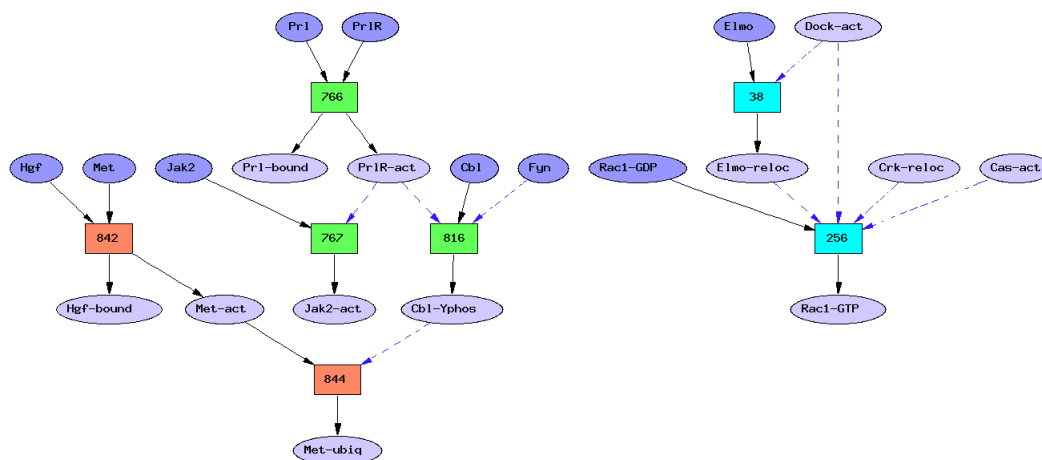 Prl
PrlR
Elmo
Dock-act
766
38
Hgf
Met
Jak2
Prl-bound
PrlR-act
Cbl
Fyn
Rac1-GDP
Elmo-reloc
Crk-reloc
Cas-act
842
767
816
256
Hgf-bound
Met-act
Jak2-act
Cbl-Yphos
Rac1-GTP
844
Met-ubiq